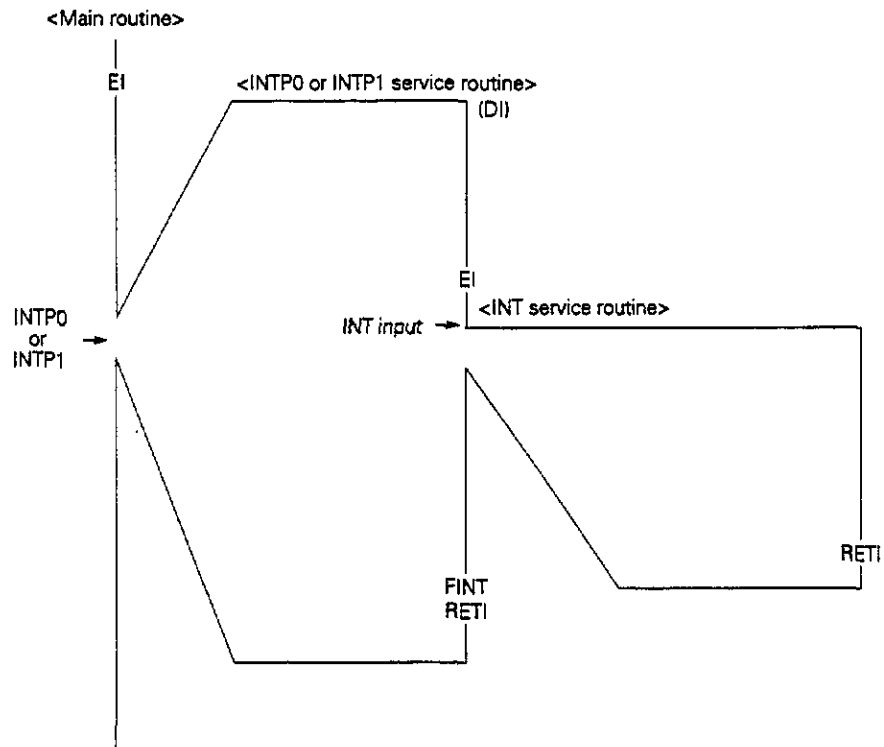 <Main routine>
EI
<INTP0 or INTP1 service routine>
(DI)
EI
<INT service routine>
INT input
INTP0
or
INTP1
RETI
FINT
RETI